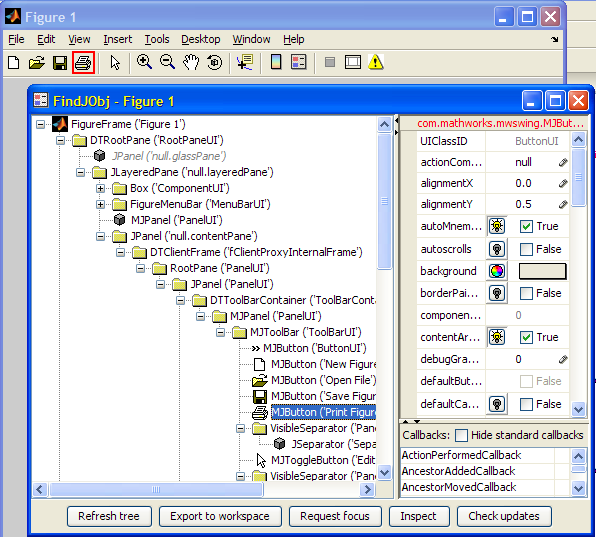 Figure 1
File Edit View Insert Tools Desktop Window Help
FindJObj - Figure 1
FigureFrame ('Figure 1')
DTRootPane ('RootPaneUI')
JPanel ('null.glassPane')
JLayeredPane ('null.layeredPane')
Box ('ComponentUI')
FigureMenuBar ('MenuBarUI')
MJPanel ('PanelUI')
JPanel ('null.contentPane')
DTClientFrame ('fClientProxyInternalFrame')
RootPane ('PanelUI')
JPanel ('PanelUI')
DTToolBarContainer ('ToolBarConta
MJPanel ('PanelUI')
MJToolBar ('ToolBarUI')
MJButton ('ButtonUI')
MJButton ('New Figure
MJButton ('Open File')
MJButton ('Save Figur
MJButton ('Print Figure
VisibleSeparator ('Pane
JSeparator ('Sepa
MJToggleButton ('Edit
VisibleSeparator ('Pane
com.mathworks.mwswing.MJBut...
UIClassID ButtonUI
actionCom... null
alignmentX 0.0
alignmentY 0.5
autoMnem... True
autoscrolls False
background
borderPai... False
componen... 0
contentAr... True
debugGra... 0
defaultBut... False
defaultCa... False
Callbacks: Hide standard callbacks
ActionPerformedCallback
AncestorAddedCallback
AncestorMovedCallback
Refresh tree Export to workspace Request focus Inspect Check updates